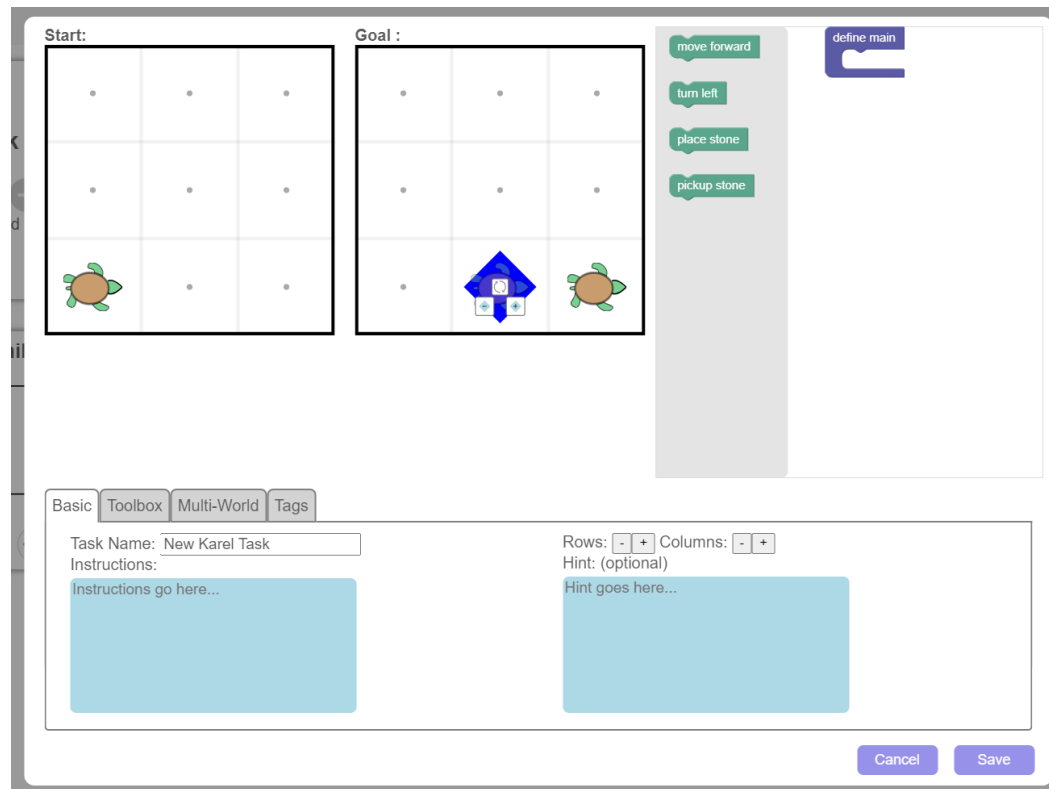 Start:
Goal :
move forward
turn left
place stone
pickup stone
define main
Basic
Toolbox
Multi-World
Tags
Task Name: New Karel Task
Instructions:
Instructions go here...
Rows: - + Columns: - +
Hint: (optional)
Hint goes here...
Cancel
Save